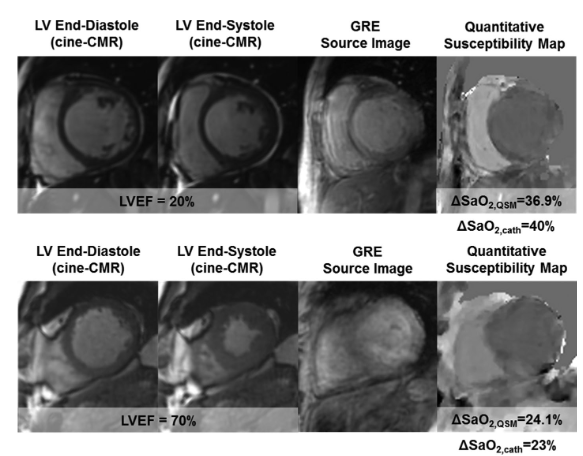 LV End-Diastole
(cine-CMR)
LV End-Systole
(cine-CMR)
GRE
Source Image
Quantitative
Susceptibility Map
LVEF = 20%
ΔSaO2,QSM=36.9%
ΔSaO2,cath=40%
LV End-Diastole
(cine-CMR)
LV End-Systole
(cine-CMR)
GRE
Source Image
Quantitative
Susceptibility Map
LVEF = 70%
ΔSaO2,QSM=24.1%
ΔSaO2,cath=23%